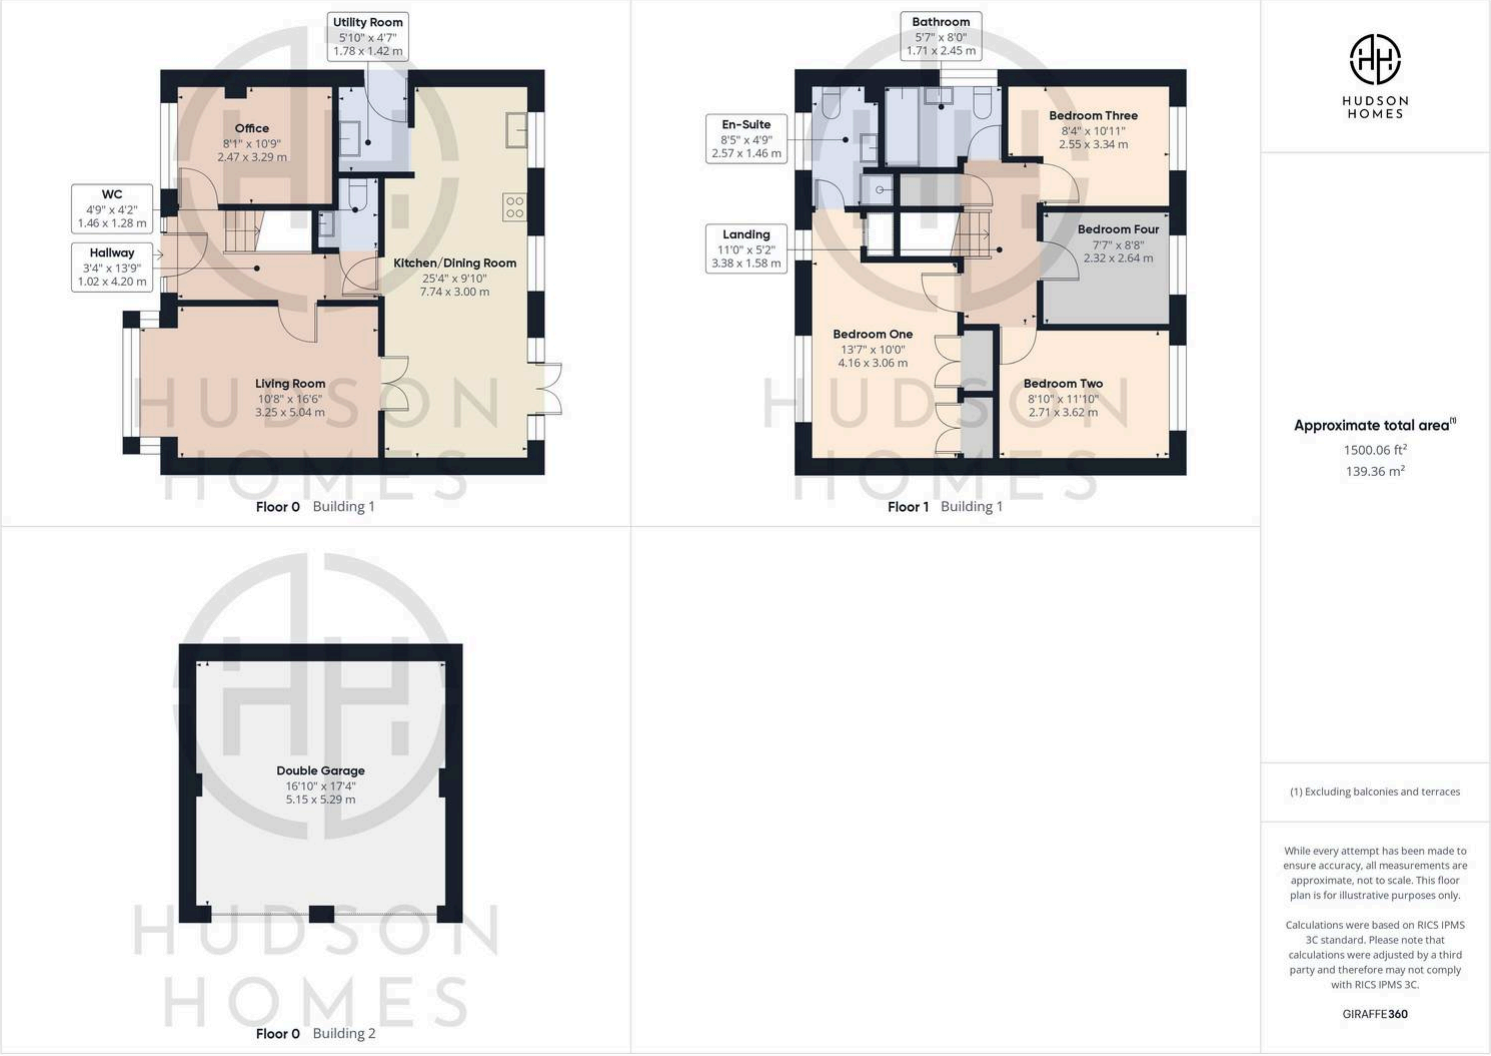 Utility Room
5'10" x 4'7"
1.78 x 1.42 m
Office
8'1" x 10'9"
2.47 x 3.29 m
WC
4'9" x 4'2"
1.46 x 1.28 m
Hallway
3'4" x 13'9"
1.02 x 4.20 m
Kitchen/Dining Room
25'4" x 9'10"
7.74 x 3.00 m
Living Room
10'8" x 16'6"
3.25 x 5.04 m
HUDSON
HOMES
Floor 0 Building 1
Bathroom
5'7" x 8'0"
1.71 x 2.45 m
En-Suite
8'5" x 4'9"
2.57 x 1.46 m
Bedroom Three
8'4" x 10'11"
2.55 x 3.34 m
Landing
11'0" x 5'2"
3.38 x 1.58 m
Bedroom Four
7'7" x 8'8"
2.32 x 2.64 m
Bedroom One
13'7" x 10'0"
4.16 x 3.06 m
Bedroom Two
8'10" x 11'10"
2.71 x 3.62 m
HUDSON
HOMES
Floor 1 Building 1
Double Garage
16'10" x 17'4"
5.15 x 5.29 m
HUDSON
HOMES
Floor 0 Building 2
HUDSON
HOMES
Approximate total area(1)
1500.06 ft²
139.36 m²
(1) Excluding balconies and terraces
While every attempt has been made to
ensure accuracy, all measurements are
approximate, not to scale. This floor
plan is for illustrative purposes only.
Calculations were based on RICS IPMS
3C standard. Please note that
calculations were adjusted by a third
party and therefore may not comply
with RICS IPMS 3C.
GIRAFFE360